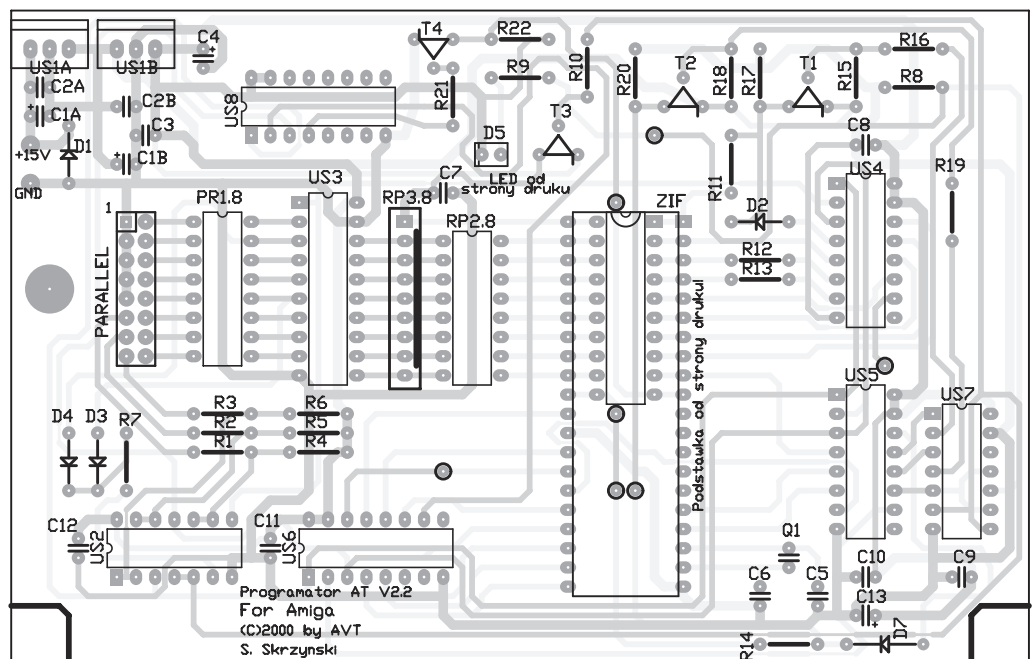 T4
R22
C4
R10
R16
US1A
US1B
T2
T1
R9
R20
R18
R17
R15
R8
C2A
US8
R21
C2B
C1A
T3
C3
D1
D5
C8
+15V
C1B
LED od
strony druku
US4
R19
R11
C7
GND
US3
PR1.8
RP3.8
ZIF
D2
1
RP2.8
R12
R13
PARALLEL
Podstawka od strony druku!
US5
US7
D4
D3
R7
R3
R6
R2
R5
R1
R4
C12
US2
C11
US6
Q1
C10
C9
C6
C5
C13
Programator AT V2.2
For Amiga
(C)2000 by AVT
S. Skrzynski
R14
D7